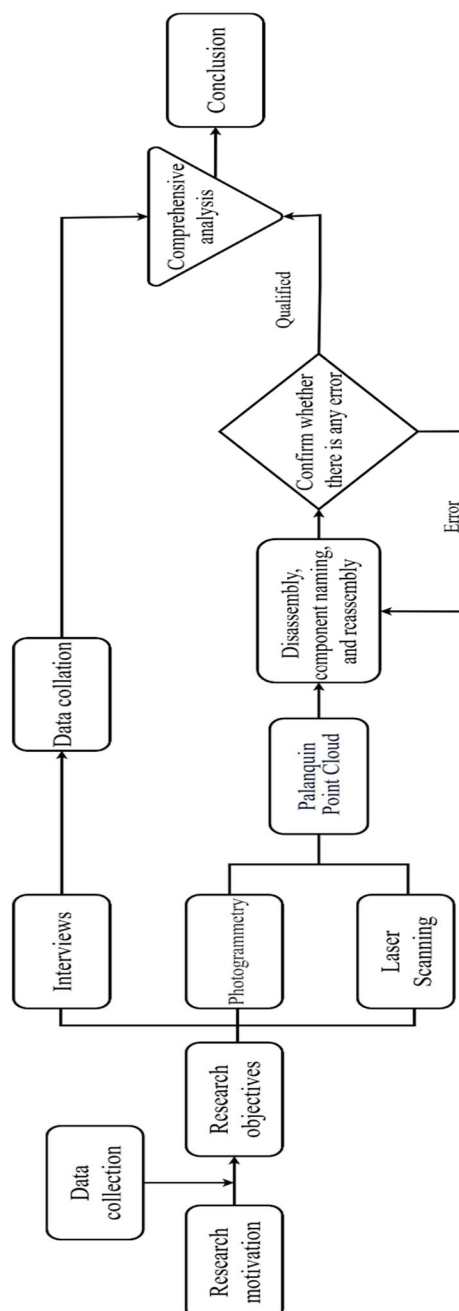 Research
motivation
Data
collection
Research
objectives
Interviews
Photogrammetry
Laser
Scanning
Data collation
Palanquin
Point Cloud
Disassembly,
component naming,
and reassembly
Confirm whether
there is any error
Error
Qualified
Comprehensive
analysis
Conclusion